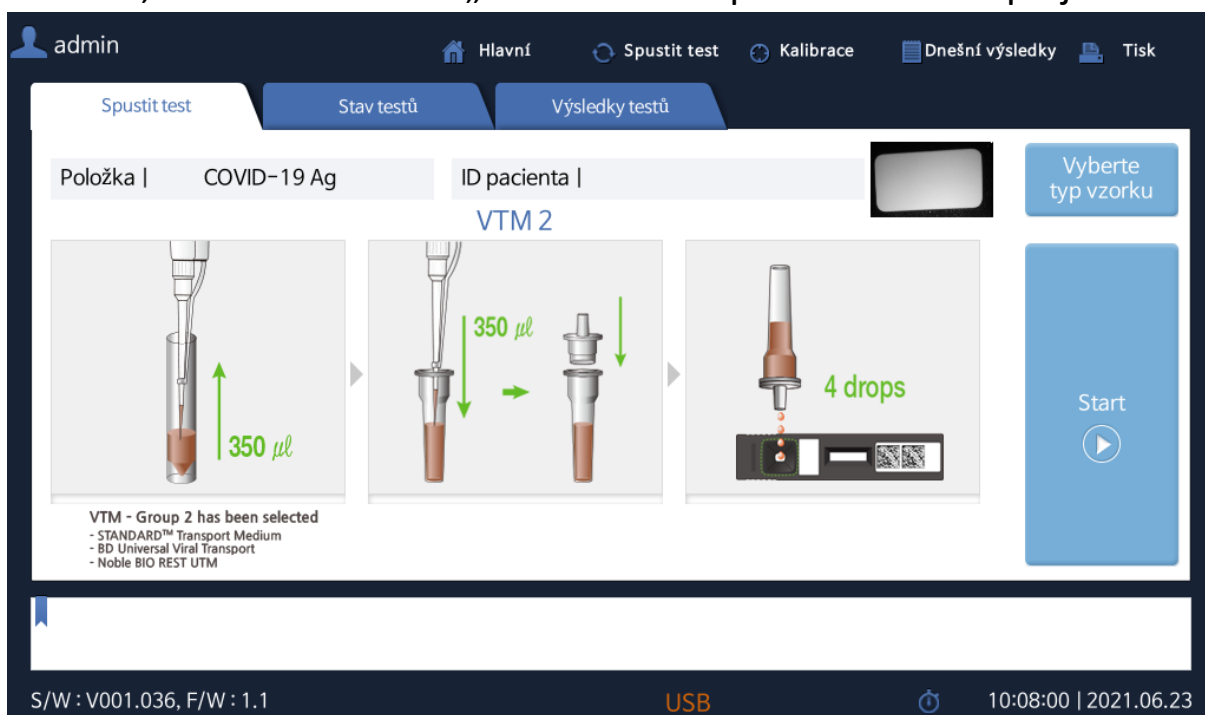 admin
Hlavní
Spustit test
Kalibrace
Dnešní výsledky
Tisk
Spustit test
Stav testů
Výsledky testů
Položka | COVID-19 Ag
ID pacienta |
Vyberte
typ vzorku
VTM 2
350 µℓ
350 µℓ
4 drops
Start
VTM - Group 2 has been selected
- STANDARD™ Transport Medium
- BD Universal Viral Transport
- Noble BIO REST UTM
S/W : V001.036, F/W : 1.1
USB
10:08:00 | 2021.06.23